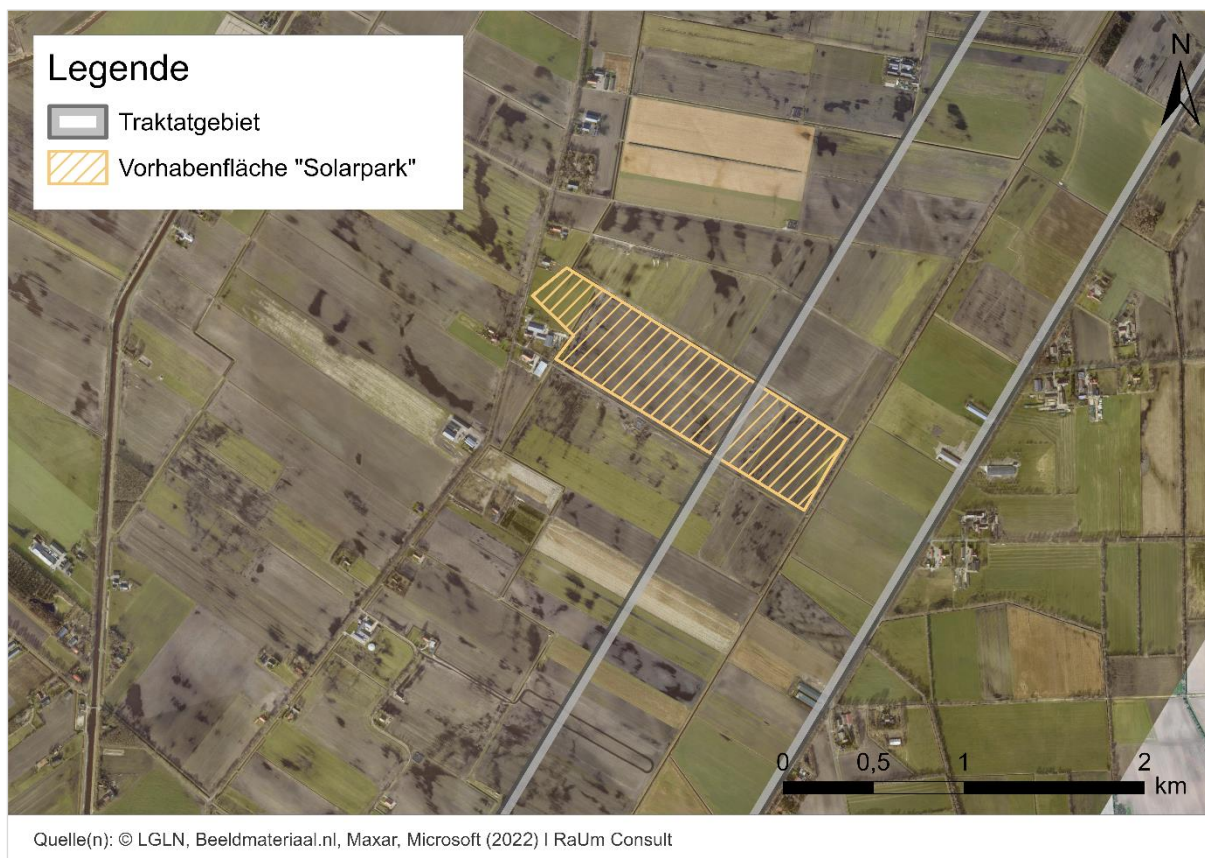 Legende
Traktatgebiet
Vorhabenfläche "Solarpark"
N
0 0,5 1 2
km
Quelle(n): © LGLN, Beeldmateriaal.nl, Maxar, Microsoft (2022) I RaUm Consult